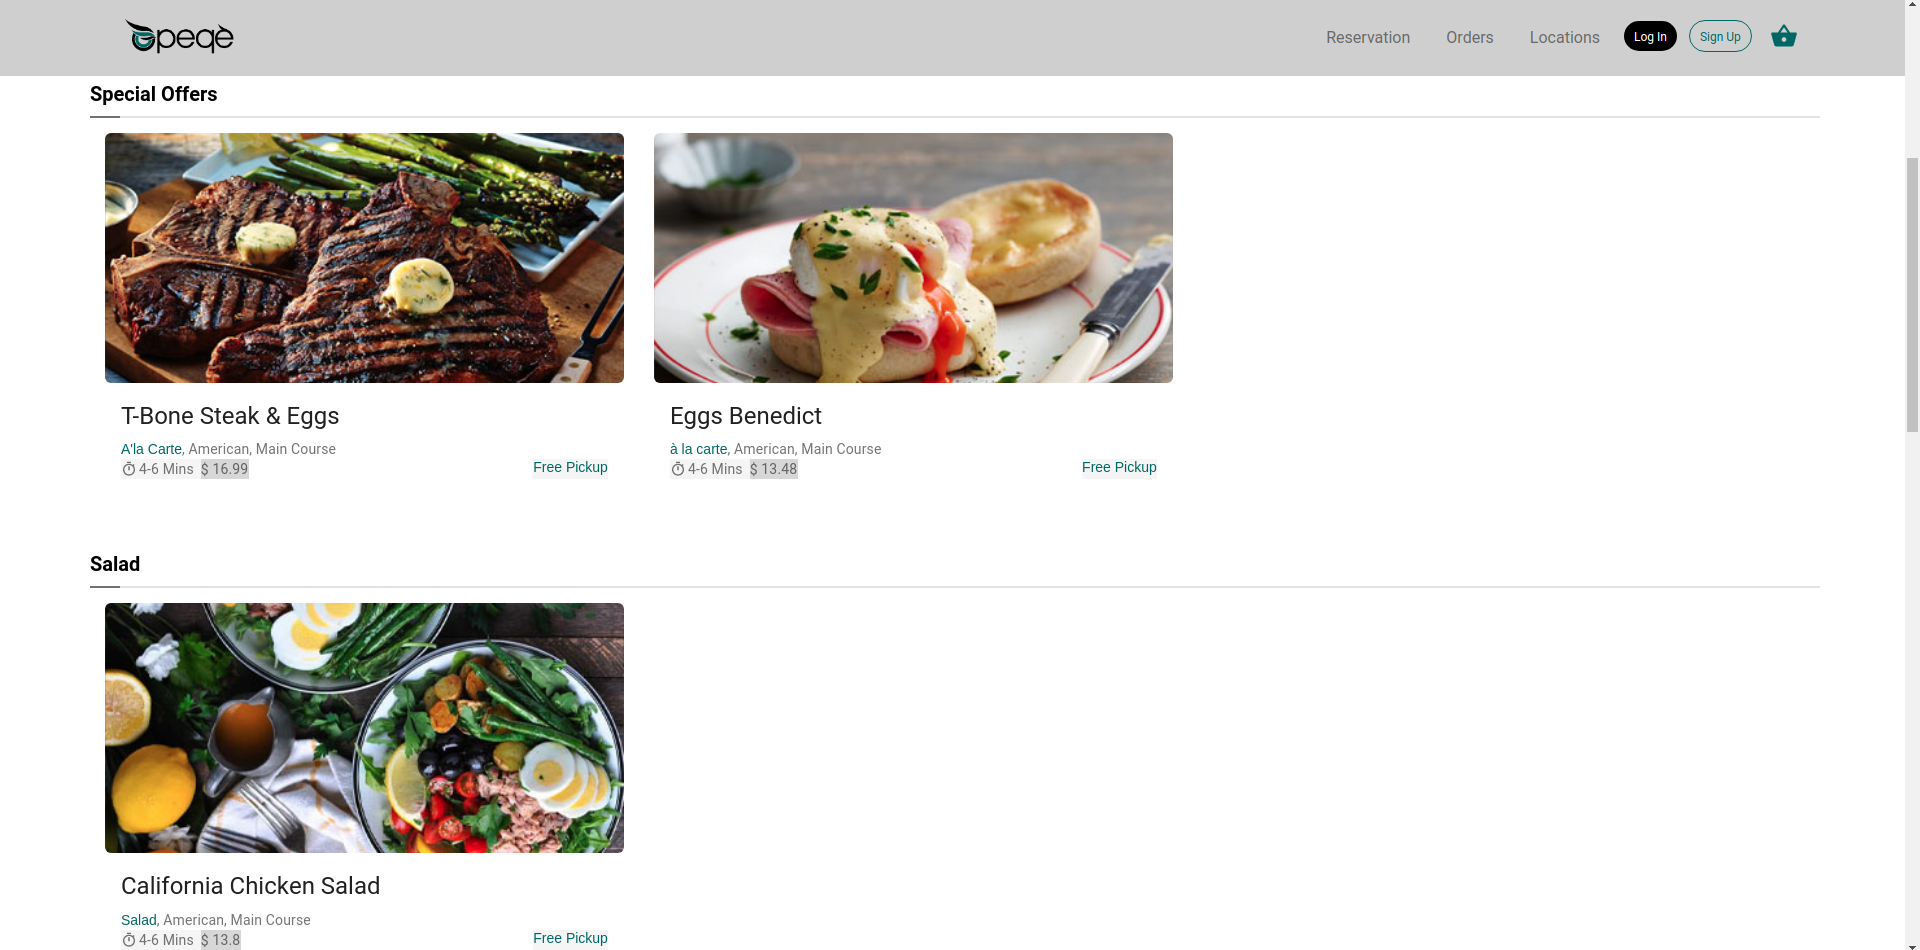 Opeqe
Reservation
Orders
Locations
Log In
Sign Up
Special Offers
T-Bone Steak & Eggs
A'la Carte, American, Main Course
4-6 Mins $ 16.99
Free Pickup
Eggs Benedict
à la carte, American, Main Course
4-6 Mins $ 13.48
Free Pickup
Salad
California Chicken Salad
Salad, American, Main Course
4-6 Mins $ 13.8
Free Pickup